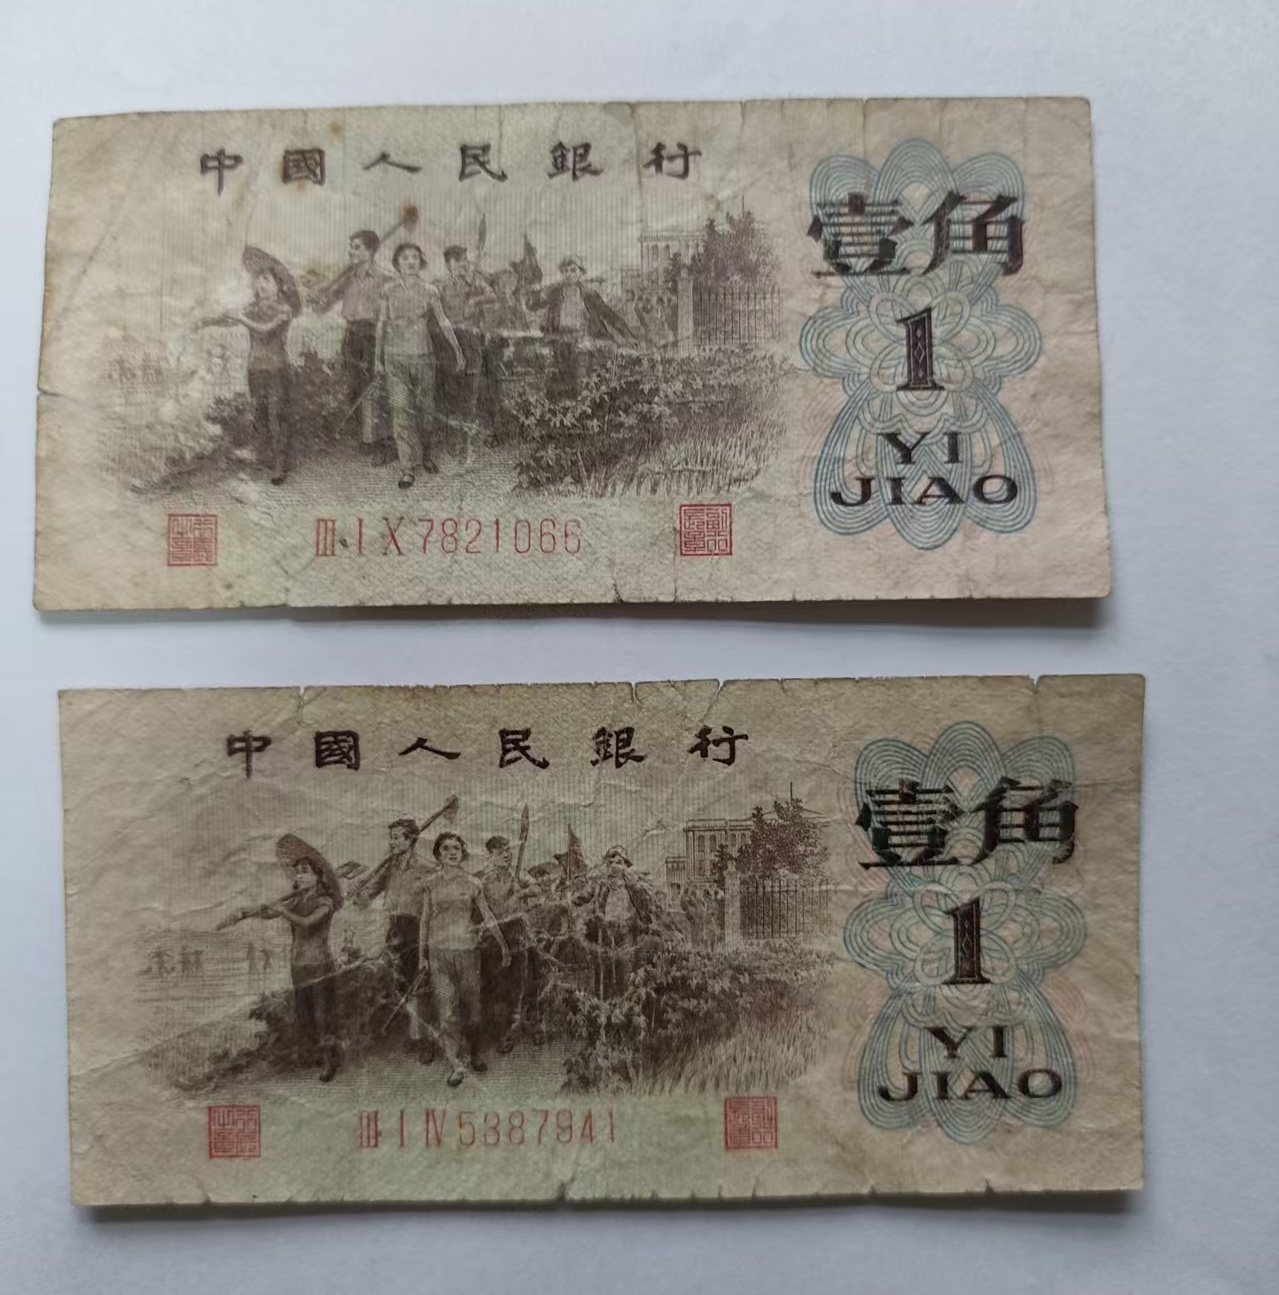 中國人民銀行
壹角
1
YI
JIAO
Ⅲ Ⅰ Ⅹ 7821066
中國人民銀行
壹角
1
YI
JIAO
Ⅲ Ⅰ Ⅳ 5387941